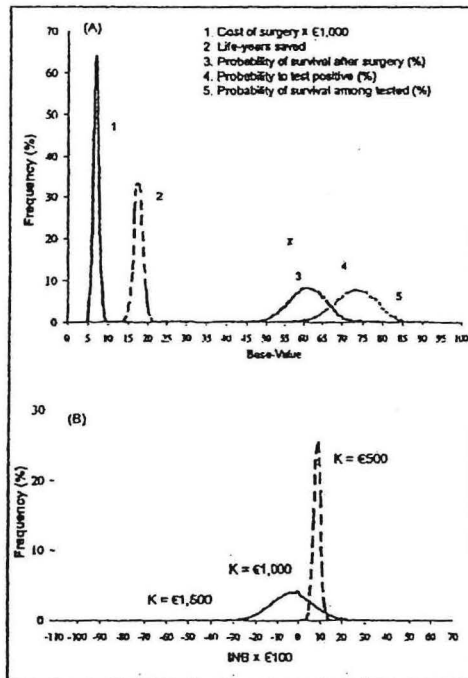 (A)
1. Cost of surgery x €1,000
2 Life-years saved
3. Probability of survival after surgery (%)
4. Probability to test positive (%)
5. Probability of survival among tested (%)
70
60
50
40
30
20
10
0
Frequency (%)
1
2
x
3
4
5
0 5 10 15 20 25 30 35 40 45 50 55 60 65 70 75 80 85 90 95 100
Base-Value
(B)
30
20
10
0
Frequency (%)
K = €500
K = €1,000
K = €1,500
-110 -100 -90 -80 -70 -60 -50 -40 -30 -20 -10 0 10 20 30 40 50 60 70
INB x €100